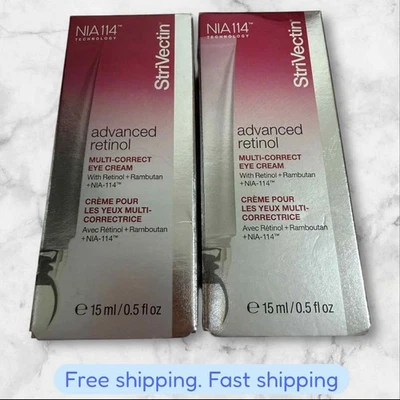 NIA114™
TECHNOLOGY
StriVectin®
advanced
retinol
MULTI-CORRECT
EYE CREAM
With Retinol + Rambutan
+NIA-114™
CRÈME POUR
LES YEUX MULTI-
CORRECTRICE
Avec Rétinol + Ramboutan
+NIA-114™
℮ 15 ml / 0.5 fl oz
NIA114™
TECHNOLOGY
StriVectin®
advanced
retinol
MULTI-CORRECT
EYE CREAM
With Retinol + Rambutan
+NIA-114™
CRÈME POUR
LES YEUX MULTI-
CORRECTRICE
Avec Rétinol + Ramboutan
+NIA-114™
℮ 15 ml / 0.5 fl oz
Free shipping. Fast shipping